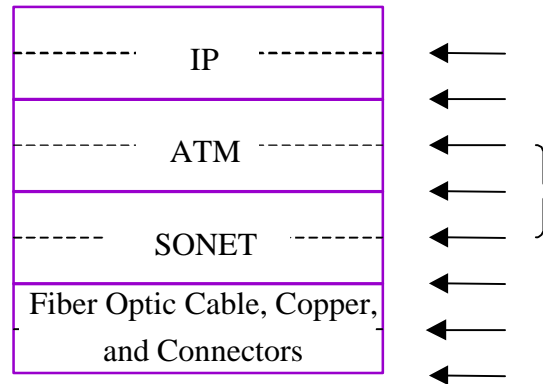 IP
ATM
SONET
Fiber Optic Cable, Copper,
and Connectors